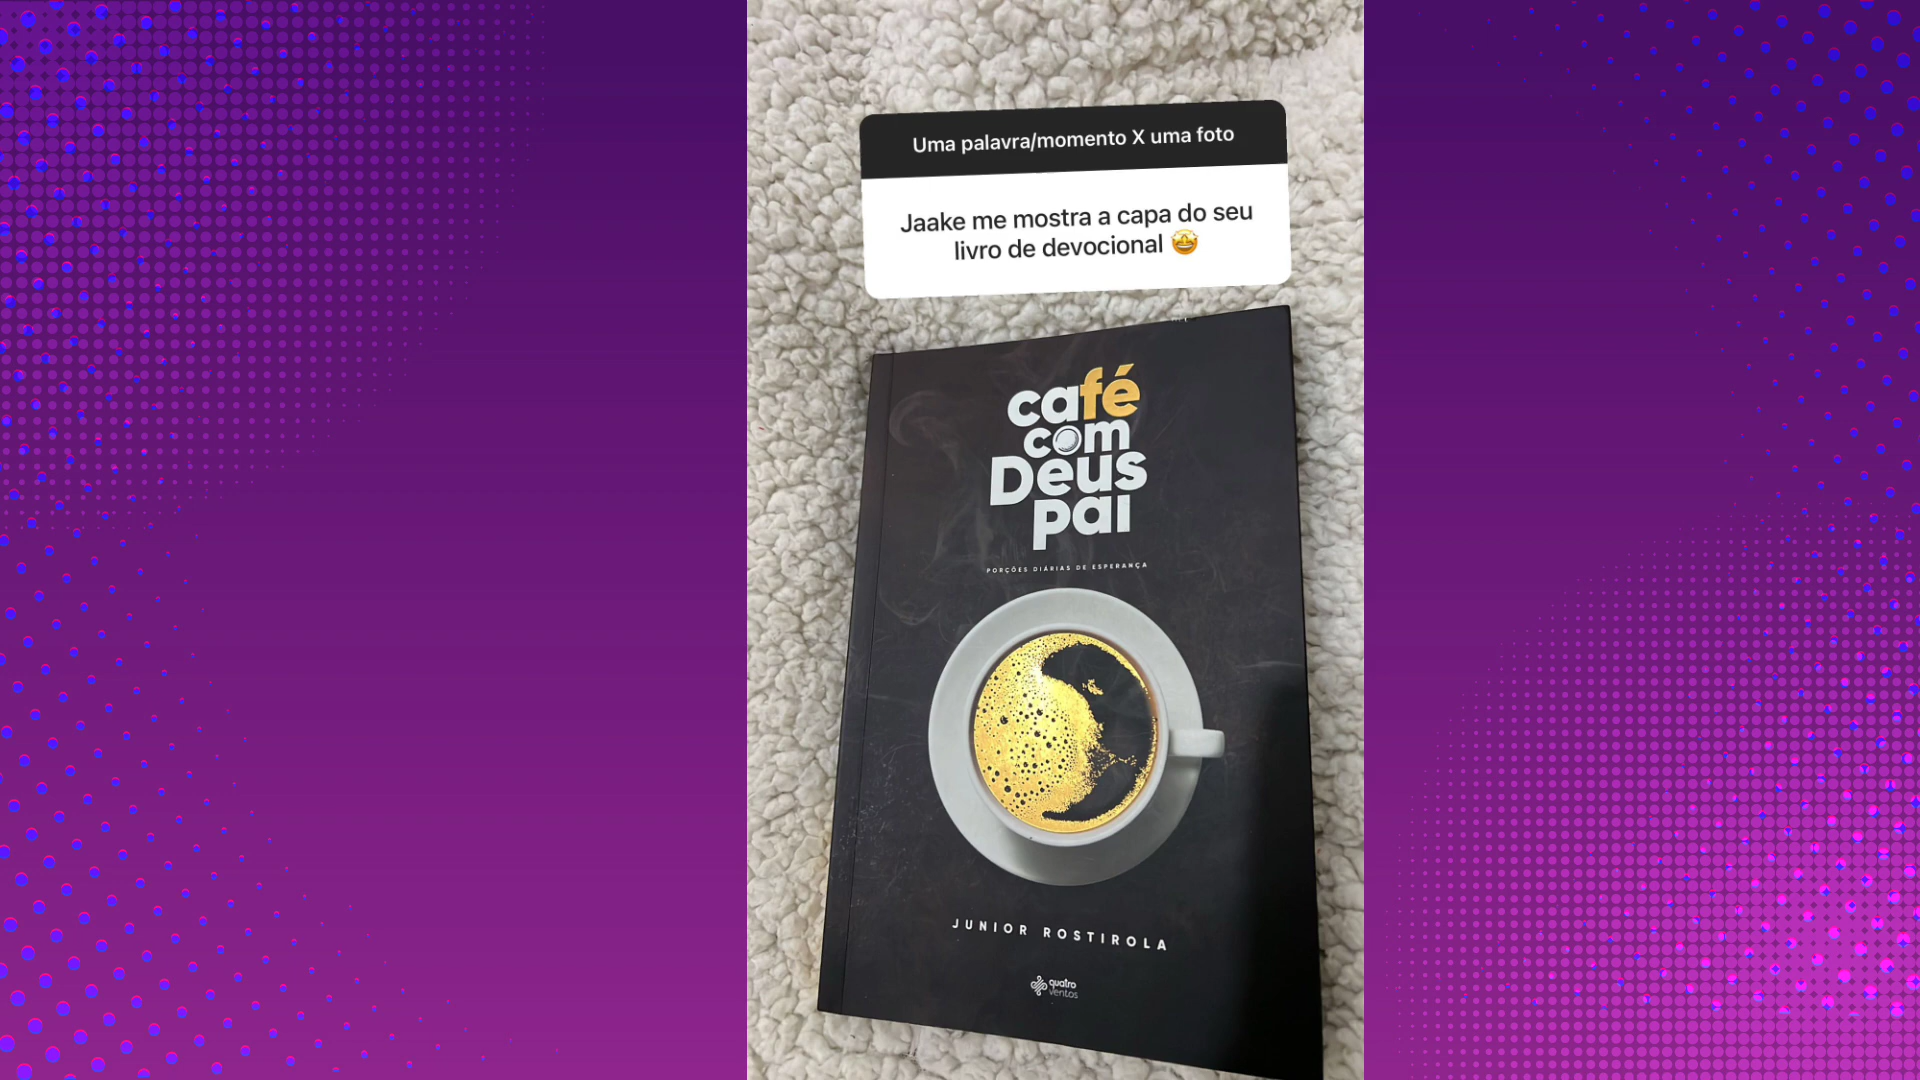 Uma palavra/momento X uma foto
Jaake me mostra a capa do seu
livro de devocional 🤩
café
com
Deus
pai
PORÇÕES DIÁRIAS DE ESPERANÇA
JUNIOR ROSTIROLA
quatro
ventos